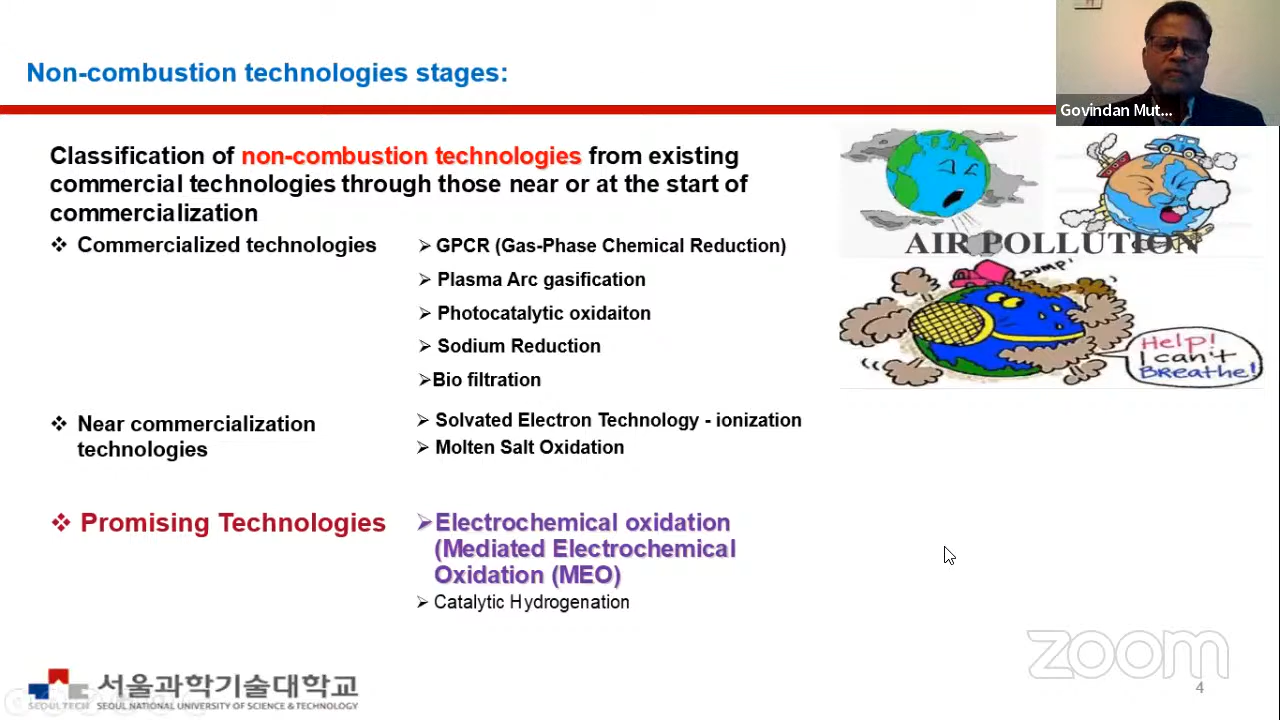 Non-combustion technologies stages:
Govindan Mut...
Classification of non-combustion technologies from existing
commercial technologies through those near or at the start of
commercialization
❖ Commercialized technologies
➢ GPCR (Gas-Phase Chemical Reduction)
➢ Plasma Arc gasification
➢ Photocatalytic oxidaiton
➢ Sodium Reduction
➢Bio filtration
❖ Near commercialization
technologies
➢ Solvated Electron Technology - ionization
➢ Molten Salt Oxidation
❖ Promising Technologies
➢Electrochemical oxidation
(Mediated Electrochemical
Oxidation (MEO)
➢ Catalytic Hydrogenation
AIR POLLUTION
DUMP!
Help!
I can't
Breathe!
zoom
4
서울과학기술대학교
SEOUL TECH SEOUL NATIONAL UNIVERSITY OF SCIENCE & TECHNOLOGY